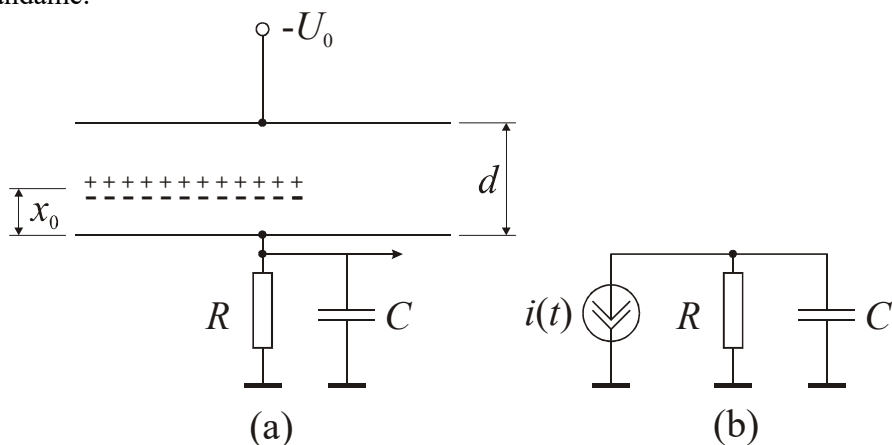 -U₀
+ + + + + + + + + + + +
- - - - - - - - - - - -
x₀
d
R
C
i(t)
R
C
(a)
(b)